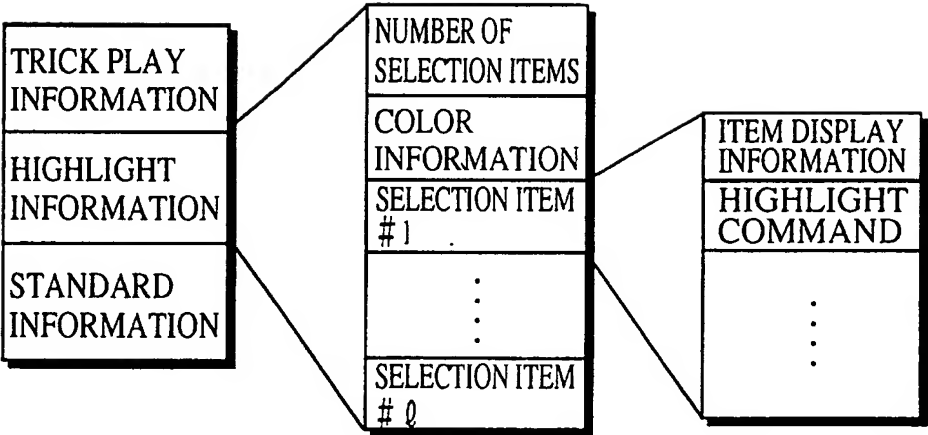 TRICK PLAY
INFORMATION
HIGHLIGHT
INFORMATION
STANDARD
INFORMATION
NUMBER OF
SELECTION ITEMS
COLOR
INFORMATION
SELECTION ITEM
# 1
SELECTION ITEM
# ℓ
ITEM DISPLAY
INFORMATION
HIGHLIGHT
COMMAND